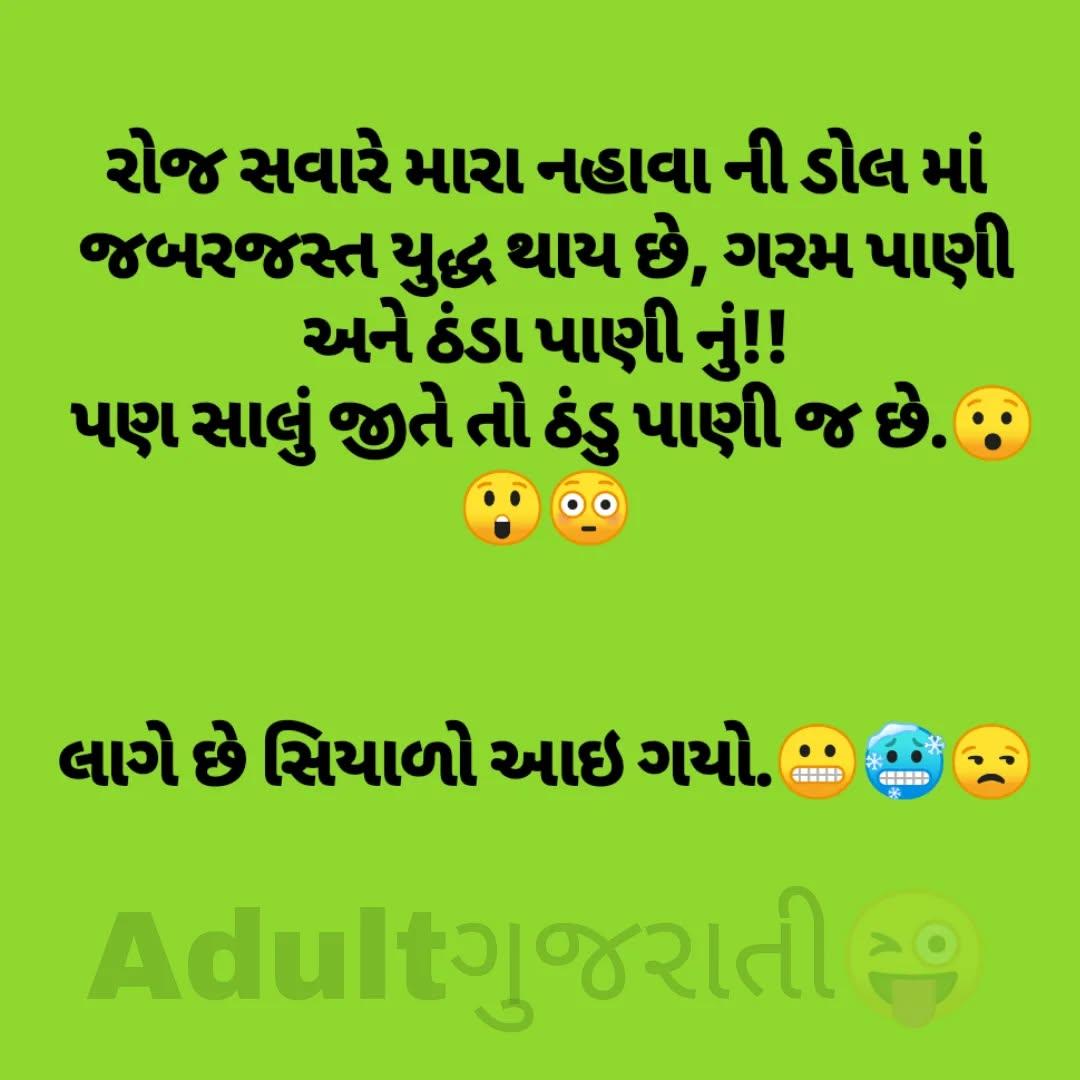 રોજ સવારે મારા નહાવા ની ડોલ માં
જબરજસ્ત યુદ્ધ થાય છે, ગરમ પાણી
અને ઠંડા પાણી નું!!
પણ સાલું જીતે તો ઠંડુ પાણી જ છે.😯
😲😳
લાગે છે સિયાળો આઇ ગયો.😬🥶😒
Adultગુજરાતી😜